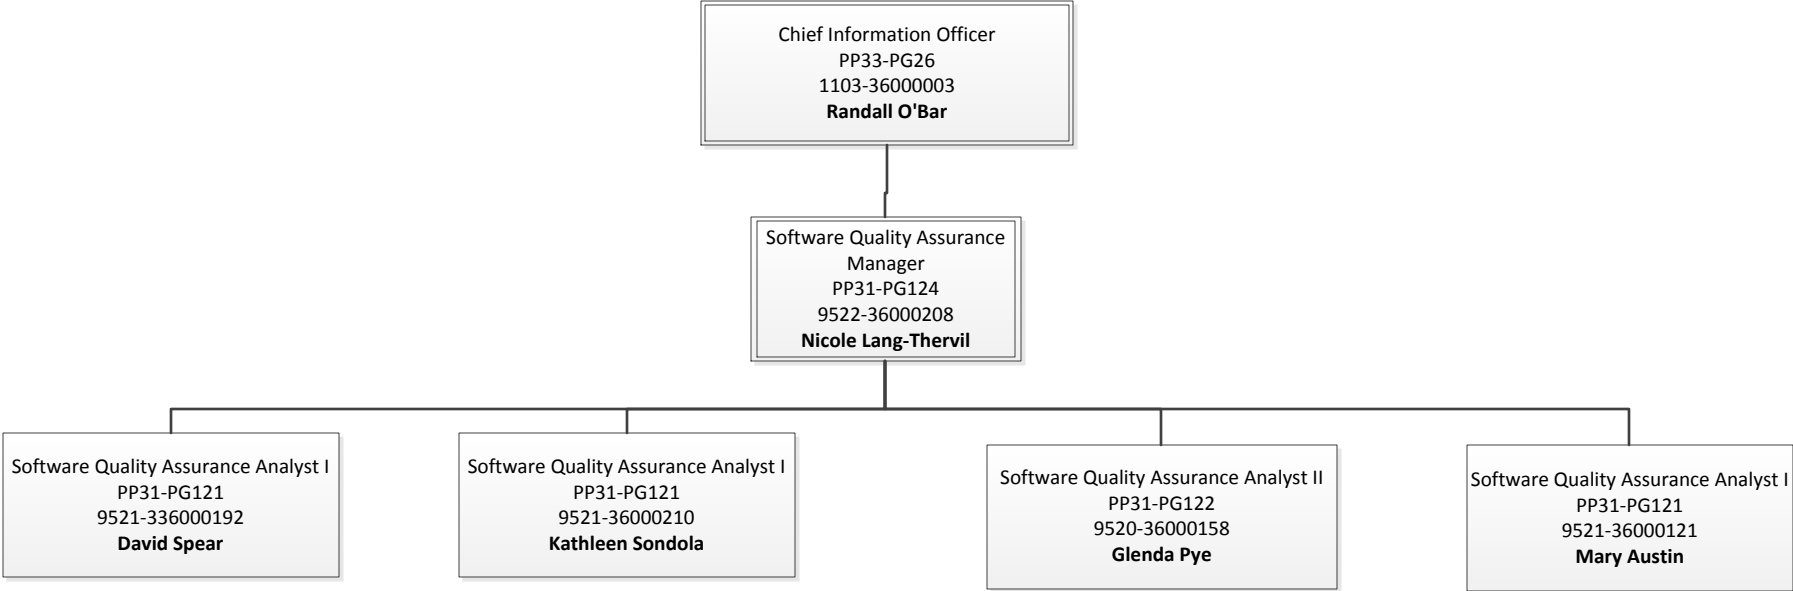 Chief Information Officer
PP33-PG26
1103-36000003
Randall O'Bar
Software Quality Assurance
Manager
PP31-PG124
9522-36000208
Nicole Lang-Thervil
Software Quality Assurance Analyst I
PP31-PG121
9521-336000192
David Spear
Software Quality Assurance Analyst I
PP31-PG121
9521-36000210
Kathleen Sondola
Software Quality Assurance Analyst II
PP31-PG122
9520-36000158
Glenda Pye
Software Quality Assurance Analyst I
PP31-PG121
9521-36000121
Mary Austin